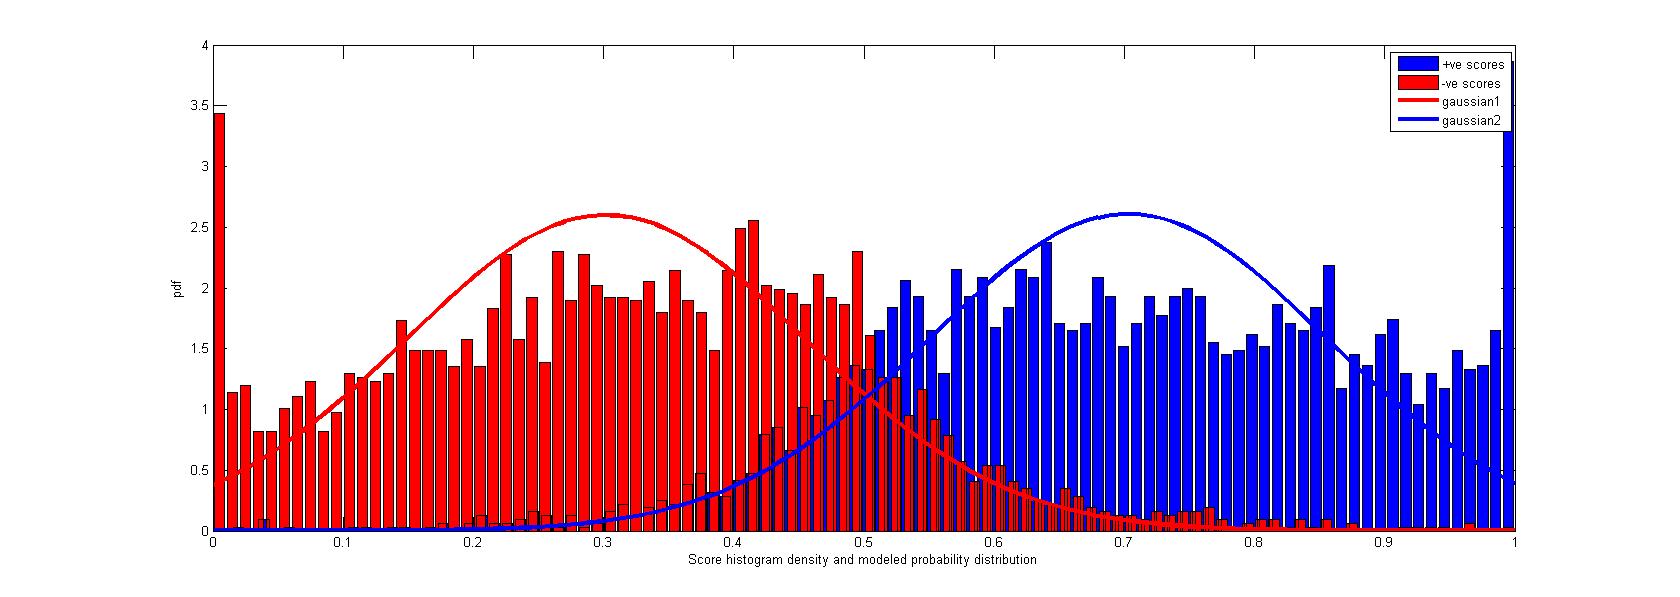 4
3.5
3
2.5
2
1.5
1
0.5
0
pdf
0 0.1 0.2 0.3 0.4 0.5 0.6 0.7 0.8 0.9 1
Score histogram density and modeled probability distribution
+ve scores
-ve scores
gaussian1
gaussian2